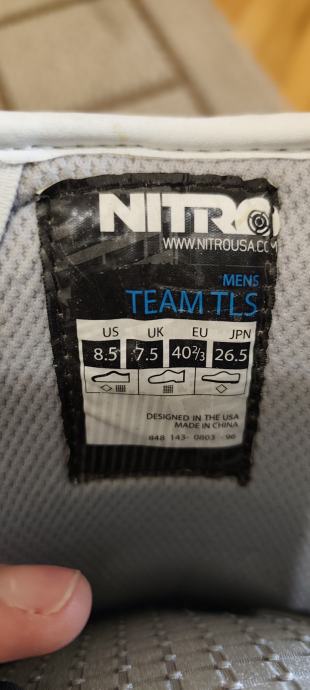 NITRO
WWW.NITROUSA.COM
MENS
TEAM TLS
US UK EU JPN
8.5 7.5 40⅔ 26.5
DESIGNED IN THE USA
MADE IN CHINA
848 143- 0803 - 96